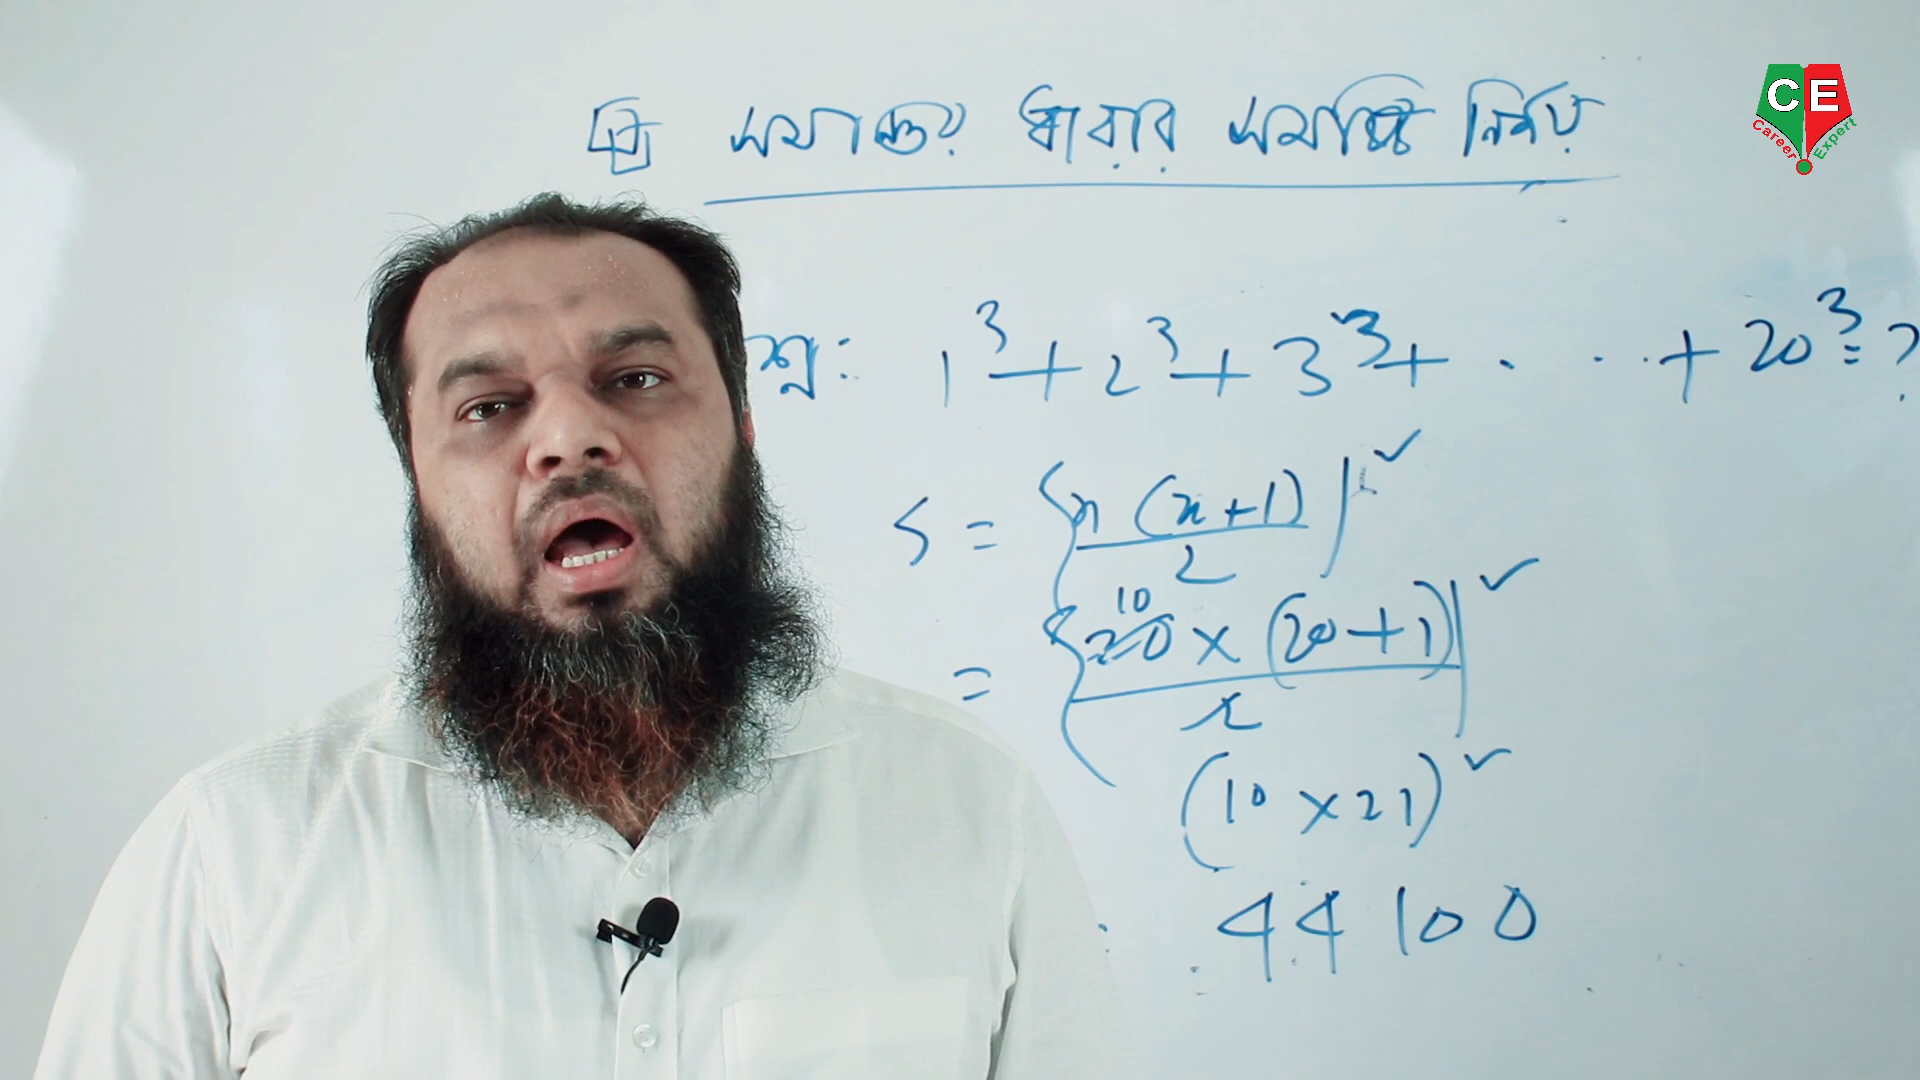 সমান্তর ধারার সমষ্টি নির্ণয়
CE
Career Expert
শ্ন: 1³ + 2³ + 3³ + . . . . + 20³ = ?
S = {n (n+1) / 2}²
10
= {20 × (20+1) / 2}²
(10 × 21)²
44100